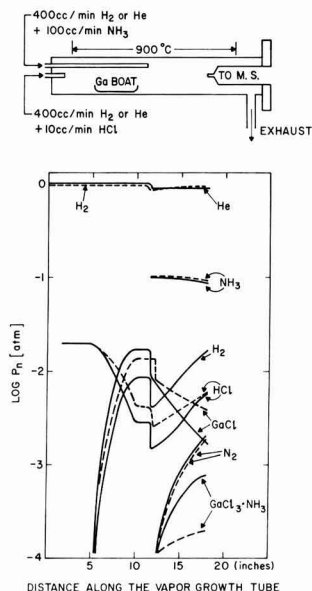 400cc/min H₂ or He
+ 100cc/min NH₃
900°C
Ga BOAT
TO M. S.
400cc/min H₂ or He
+10cc/min HCl
EXHAUST
0
H₂
He
-1
NH₃
LOG Pₙ [atm]
H₂
-2
HCl
GaCl
-3
N₂
GaCl₃·NH₃
-4
0
5
10
15
20 (inches)
DISTANCE ALONG THE VAPOR GROWTH TUBE